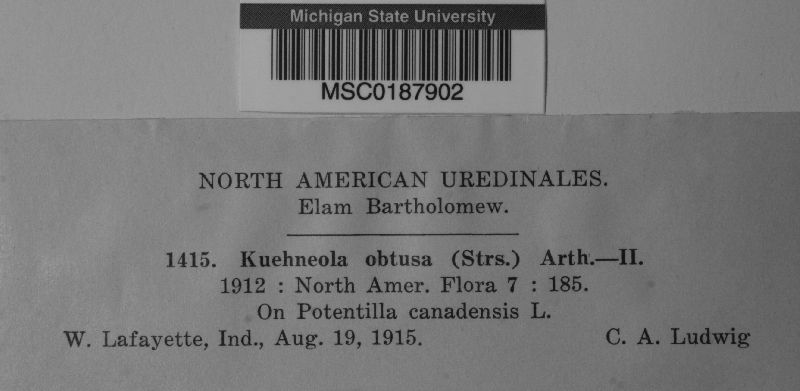 Michigan State University
MSC0187902
NORTH AMERICAN UREDINALES.
Elam Bartholomew.
1415. Kuehneola obtusa (Strs.) Arth.—II.
1912 : North Amer. Flora 7 : 185.
On Potentilla canadensis L.
W. Lafayette, Ind., Aug. 19, 1915. C. A. Ludwig